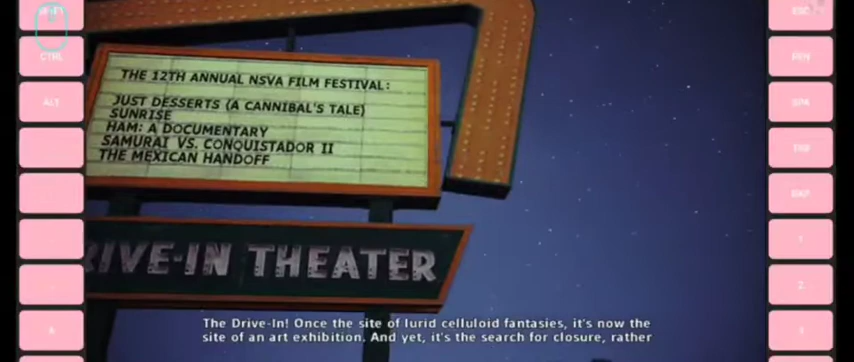 CTRL
ALT
ESC
THE 12TH ANNUAL NSVA FILM FESTIVAL:
JUST DESSERTS (A CANNIBAL'S TALE)
SUNRISE
HAM: A DOCUMENTARY
SAMURAI VS. CONQUISTADOR II
THE MEXICAN HANDOFF
RIVE-IN THEATER
The Drive-In! Once the site of lurid celluloid fantasies, it's now the
site of an art exhibition. And yet, it's the search for closure, rather
1
2